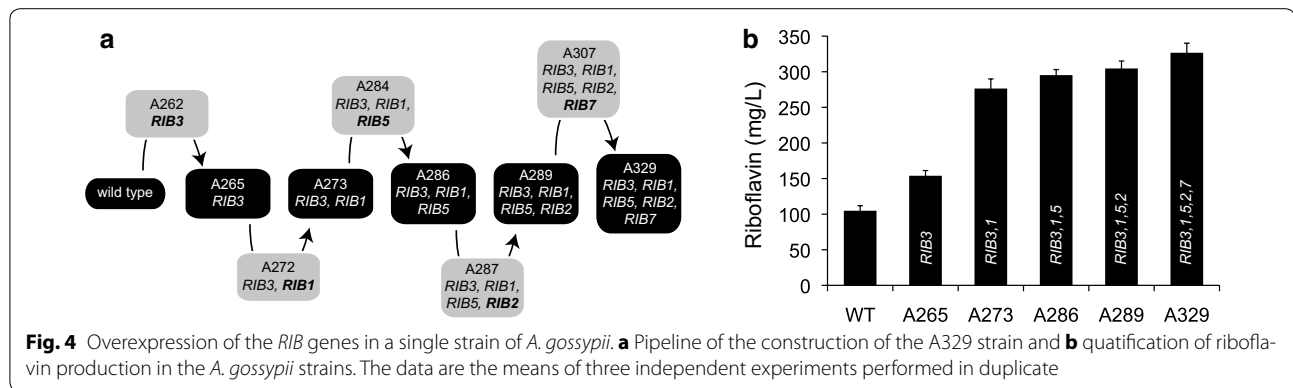 a
A262
RIB3
wild type
A265
RIB3
A272
RIB3, RIB1
A273
RIB3, RIB1
A284
RIB3, RIB1,
RIB5
A286
RIB3, RIB1,
RIB5
A287
RIB3, RIB1,
RIB5, RIB2
A289
RIB3, RIB1,
RIB5, RIB2
A307
RIB3, RIB1,
RIB5, RIB2,
RIB7
A329
RIB3, RIB1,
RIB5, RIB2,
RIB7
b
Riboflavin (mg/L)
350
300
250
200
150
100
50
0
RIB3
RIB3,1
RIB3,1,5
RIB3,1,5,2
RIB3,1,5,2,7
WT A265 A273 A286 A289 A329
Fig. 4 Overexpression of the RIB genes in a single strain of A. gossypii. a Pipeline of the construction of the A329 strain and b quatification of ribofla-
vin production in the A. gossypii strains. The data are the means of three independent experiments performed in duplicate